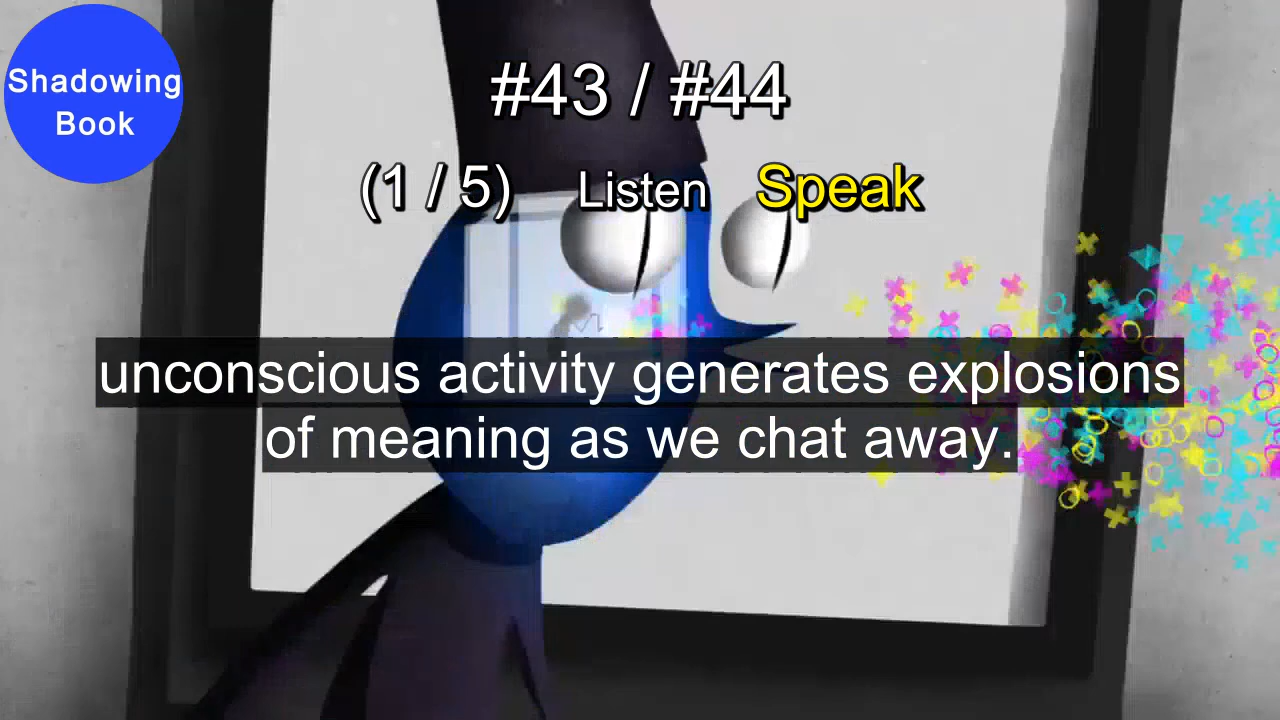 Shadowing
Book
#43 / #44
(1 / 5) Listen Speak
unconscious activity generates explosions
of meaning as we chat away.